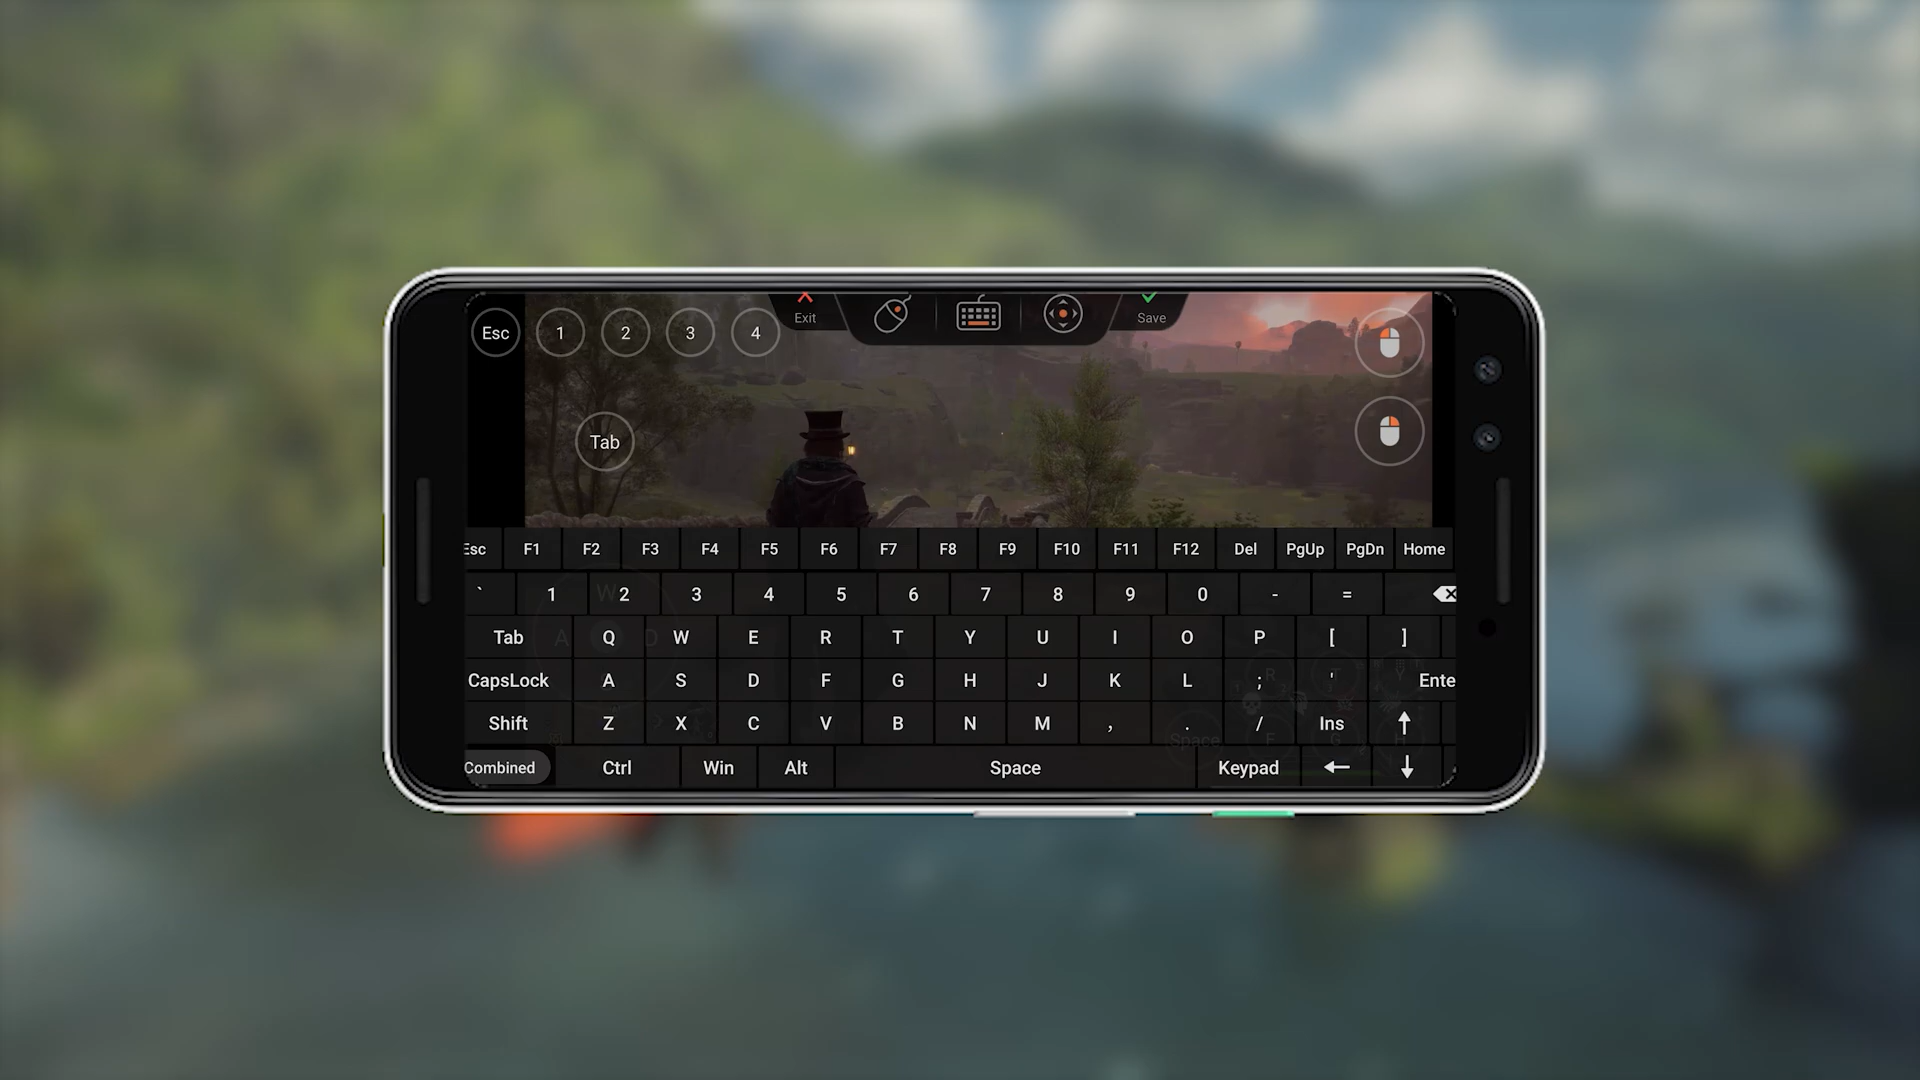 Exit Save
Esc 1 2 3 4
Tab
Esc F1 F2 F3 F4 F5 F6 F7 F8 F9 F10 F11 F12 Del PgUp PgDn Home
` 1 W 2 3 4 5 6 7 8 9 0 - =
Tab A Q D W E R T Y U I O P [ ]
CapsLock A S D F G H J K L ; R ' T Y Ente
Shift Z X C V B N M , . / Ins ↑
Space F G H
Combined Ctrl Win Alt Space Keypad ← ↓